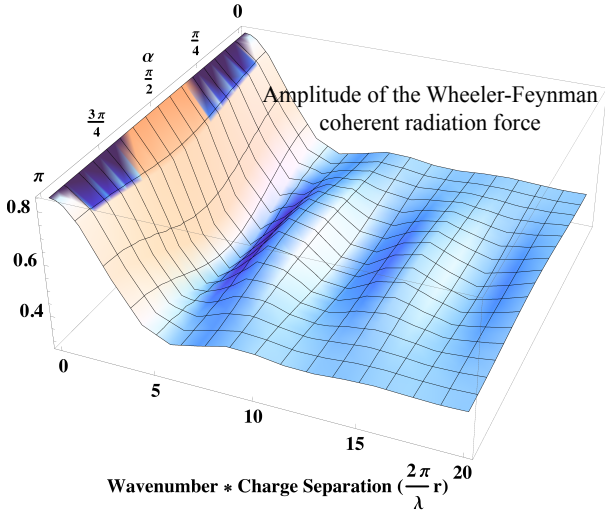 0
π/4
α
π/2
3π/4
π
Amplitude of the Wheeler-Feynman
coherent radiation force
0.8
0.6
0.4
0
5
10
15
20
Wavenumber * Charge Separation (2π/λ r)